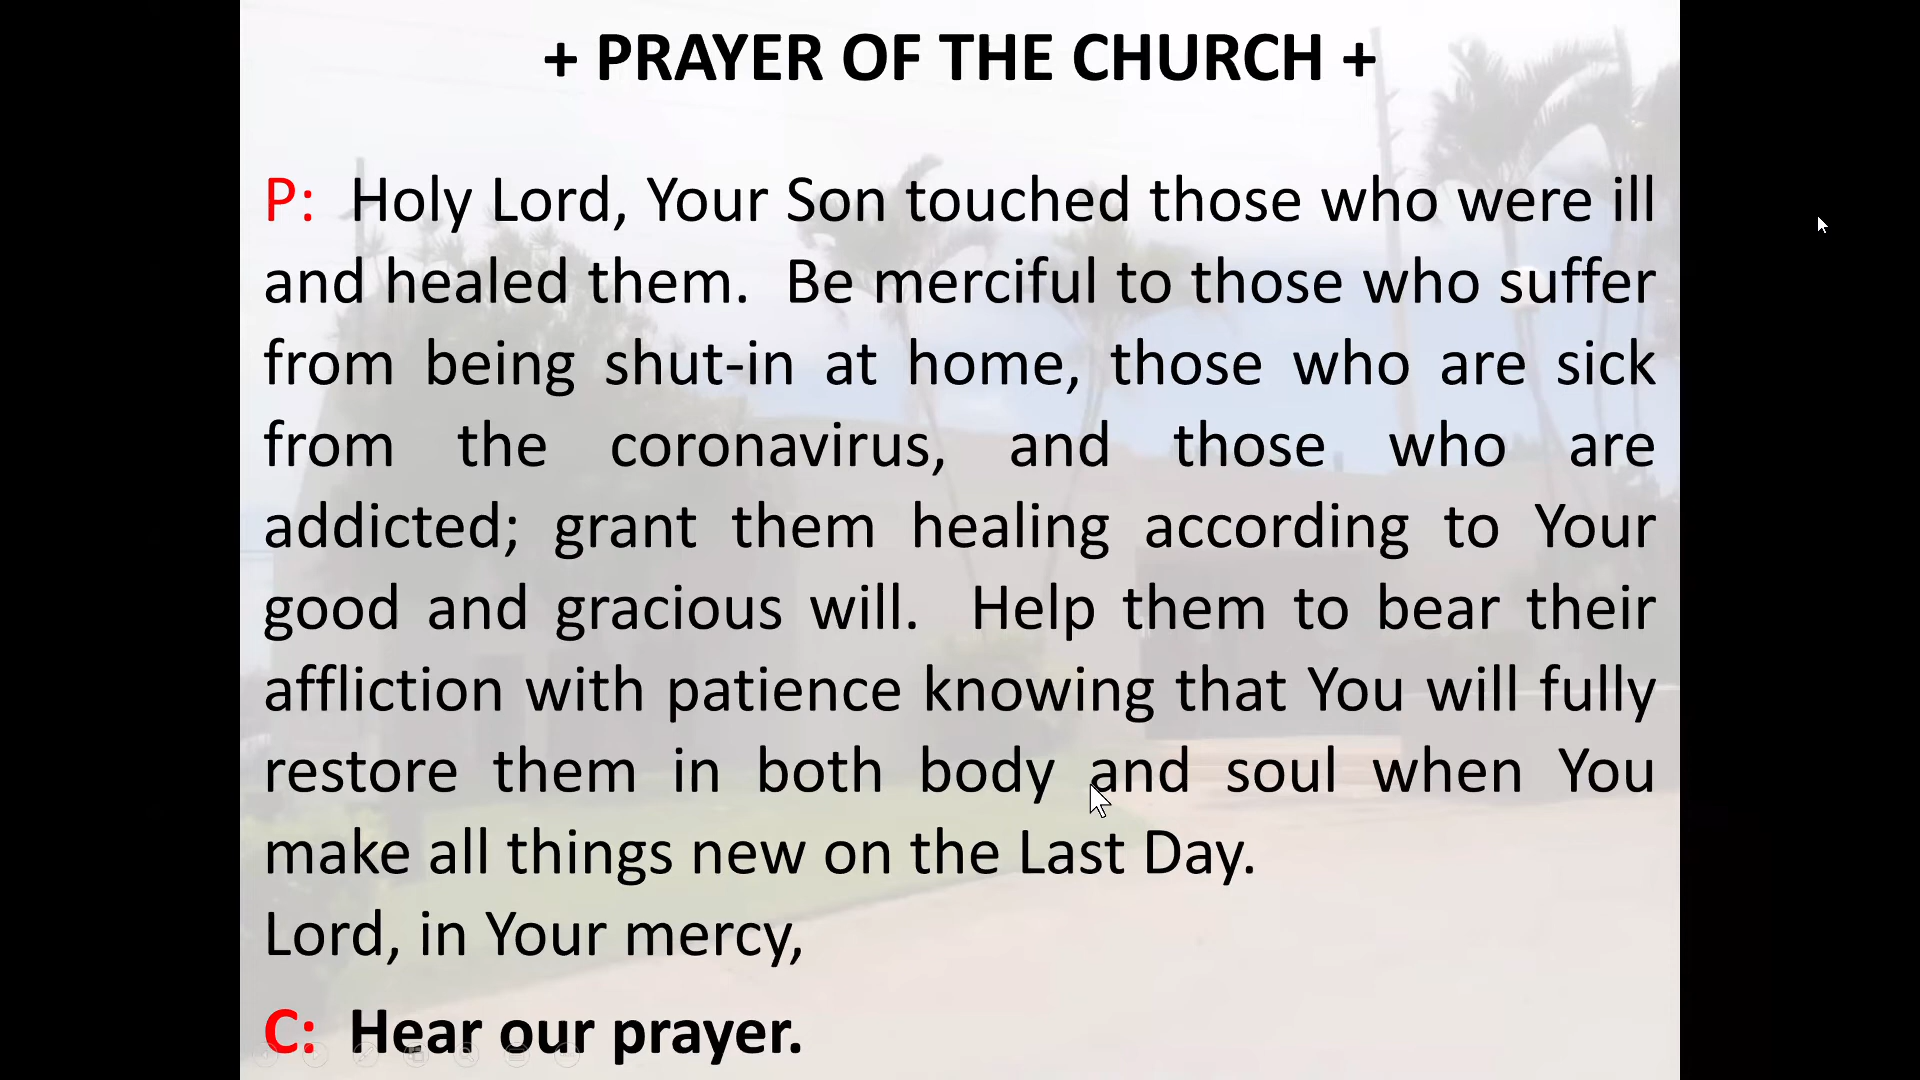 + PRAYER OF THE CHURCH +
P:  Holy Lord, Your Son touched those who were ill
and healed them.  Be merciful to those who suffer
from being shut-in at home, those who are sick
from the coronavirus, and those who are
addicted; grant them healing according to Your
good and gracious will.  Help them to bear their
affliction with patience knowing that You will fully
restore them in both body and soul when You
make all things new on the Last Day.
Lord, in Your mercy,
C:  Hear our prayer.